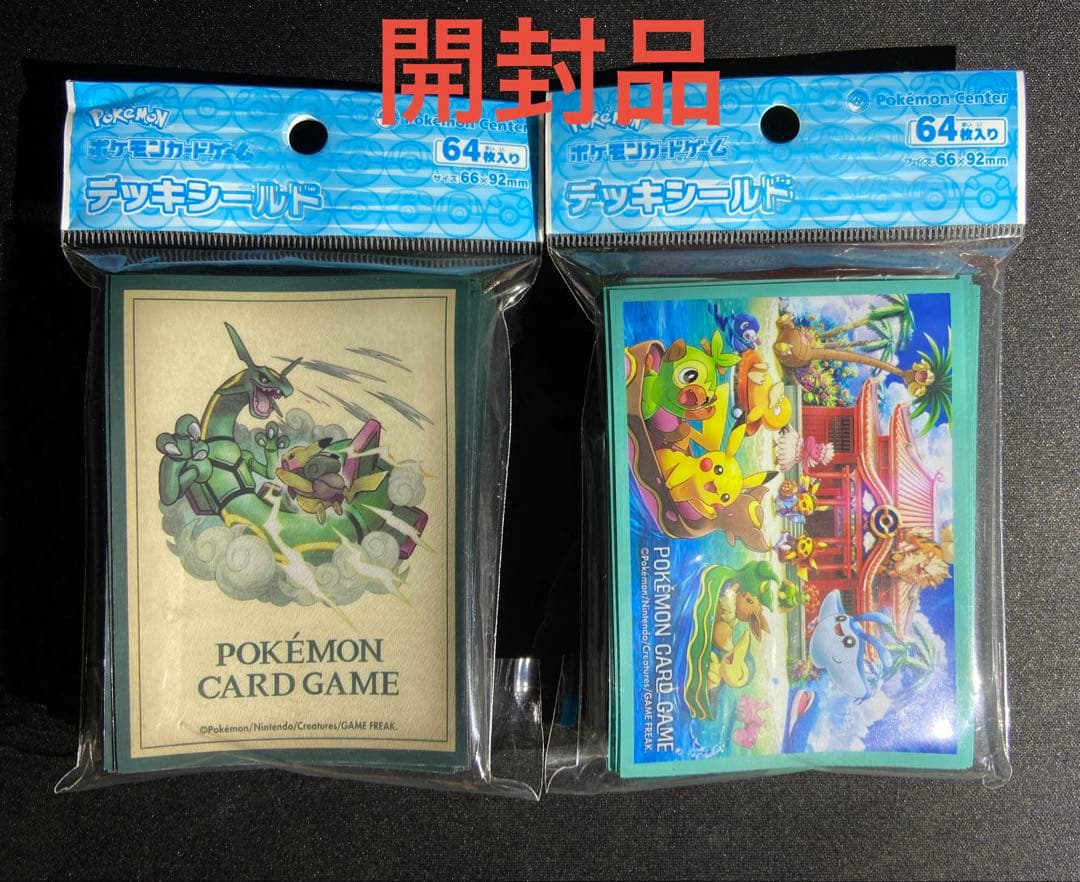 開封品
POKÉMON
Pokémon Center
64枚入り
ポケモンカードゲーム
サイズ:66×92mm
デッキシールド
POKÉMON
CARD GAME
©Pokémon/Nintendo/Creatures/GAME FREAK.
POKÉMON
Pokémon Center
64枚入り
ポケモンカードゲーム
サイズ:66×92mm
デッキシールド
POKÉMON CARD GAME
©Pokémon/Nintendo/Creatures/GAME FREAK.